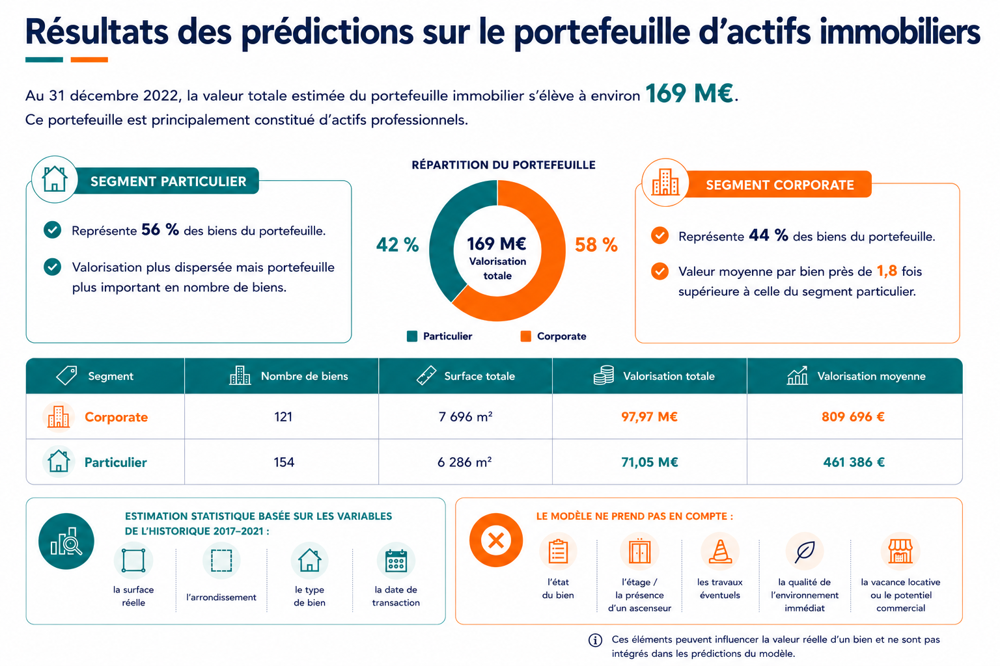 Résultats des prédictions sur le portefeuille d'actifs immobiliers
Au 31 décembre 2022, la valeur totale estimée du portefeuille immobilier s'élève à environ 169 M€.
Ce portefeuille est principalement constitué d'actifs professionnels.
SEGMENT PARTICULIER
Représente 56 % des biens du portefeuille.
Valorisation plus dispersée mais portefeuille
plus important en nombre de biens.
RÉPARTITION DU PORTEFEUILLE
42 %
169 M€
Valorisation
totale
58 %
Particulier
Corporate
SEGMENT CORPORATE
Représente 44 % des biens du portefeuille.
Valeur moyenne par bien près de 1,8 fois
supérieure à celle du segment particulier.
Segment Nombre de biens Surface totale Valorisation totale Valorisation moyenne
Corporate 121 7 696 m² 97,97 M€ 809 696 €
Particulier 154 6 286 m² 71,05 M€ 461 386 €
ESTIMATION STATISTIQUE BASÉE SUR LES VARIABLES
DE L'HISTORIQUE 2017–2021 :
la surface
réelle
l'arrondissement
le type
de bien
la date de
transaction
LE MODÈLE NE PREND PAS EN COMPTE :
l'état
du bien
l'étage /
la présence
d'un ascenseur
les travaux
éventuels
la qualité de
l'environnement
immédiat
la vacance locative
ou le potentiel
commercial
Ces éléments peuvent influencer la valeur réelle d'un bien et ne sont pas
intégrés dans les prédictions du modèle.